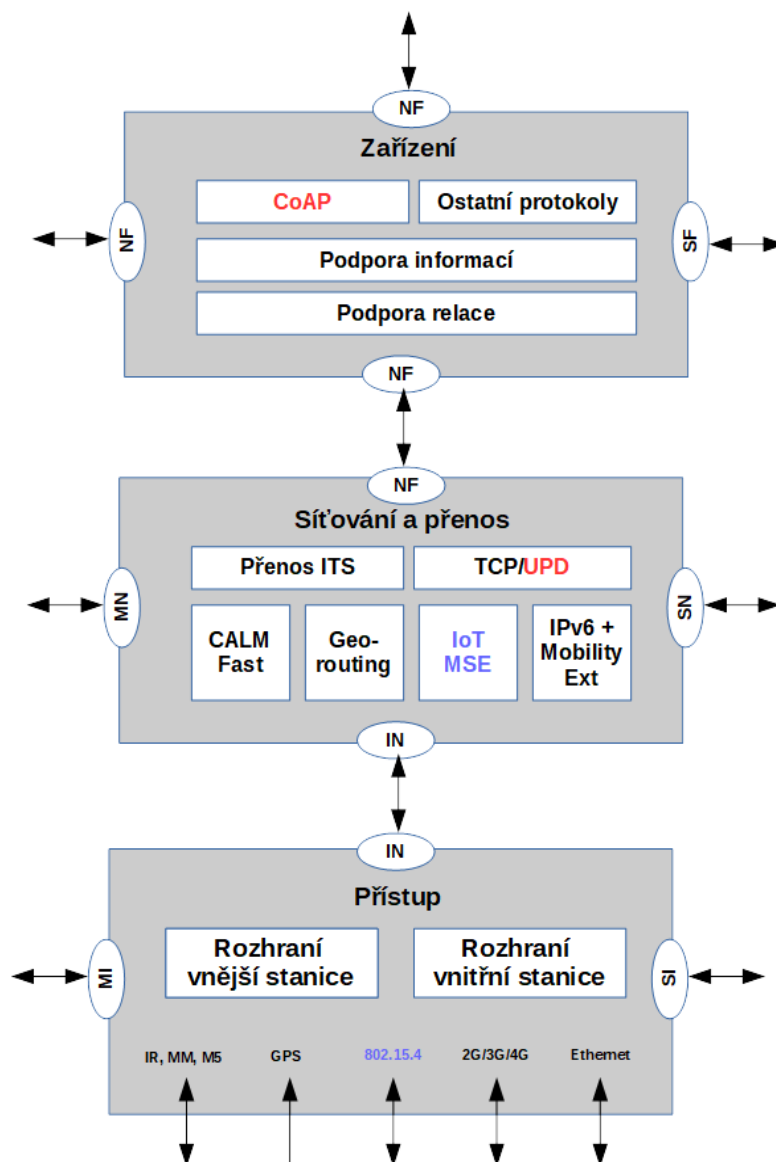 NF
Zařízení
CoAP
Ostatní protokoly
NF
SF
Podpora informací
Podpora relace
NF
NF
Síťování a přenos
Přenos ITS
TCP/UPD
MN
SN
CALM
Fast
Geo-
routing
IoT
MSE
IPv6 +
Mobility
Ext
IN
IN
Přístup
Rozhraní
vnější stanice
Rozhraní
vnitřní stanice
MI
SI
IR, MM, M5
GPS
802.15.4
2G/3G/4G
Ethernet